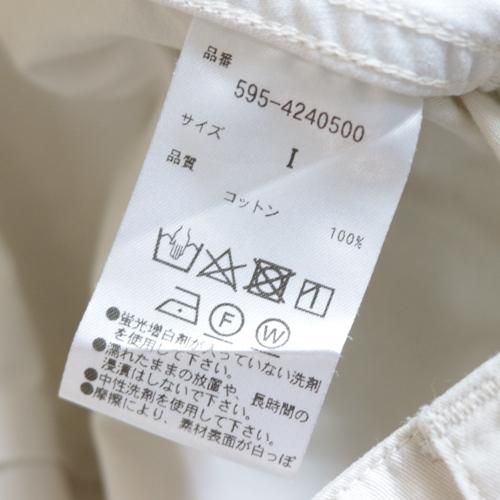 品番
595-4240500
サイズ I
品質
コットン 100%
F W
●蛍光増白剤が入っていない洗剤
を使用して下さい。
●濡れたままの放置や、長時間の
浸漬はしないで下さい。
●中性洗剤を使用して下さい。
●摩擦により、素材表面が白っぽ